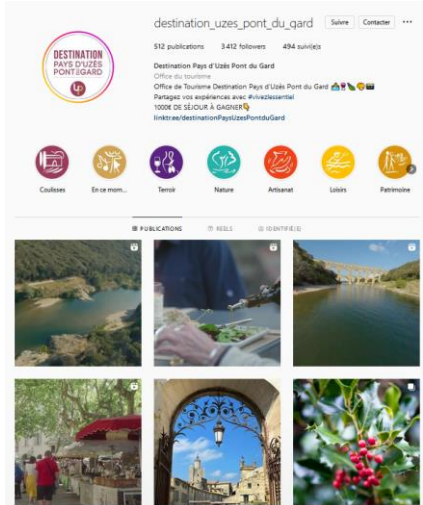 destination_uzes_pont_du_gard Suivre Contacter •••
512 publications 3 412 followers 494 suivi(e)s
Destination Pays d'Uzès Pont du Gard
Office du tourisme
Office de Tourisme Destination Pays d'Uzès Pont du Gard
Partagez vos expériences avec #vivezlessentiel
1000€ DE SÉJOUR À GAGNER
linktr.ee/destinationPaysUzesPontduGard
DESTINATION
PAYS D'UZÈS
PONT DU GARD
UP
Coulisses En ce mom... Terroir Nature Artisanat Loisirs Patrimoine
PUBLICATIONS REELS IDENTIFIÉ(E)